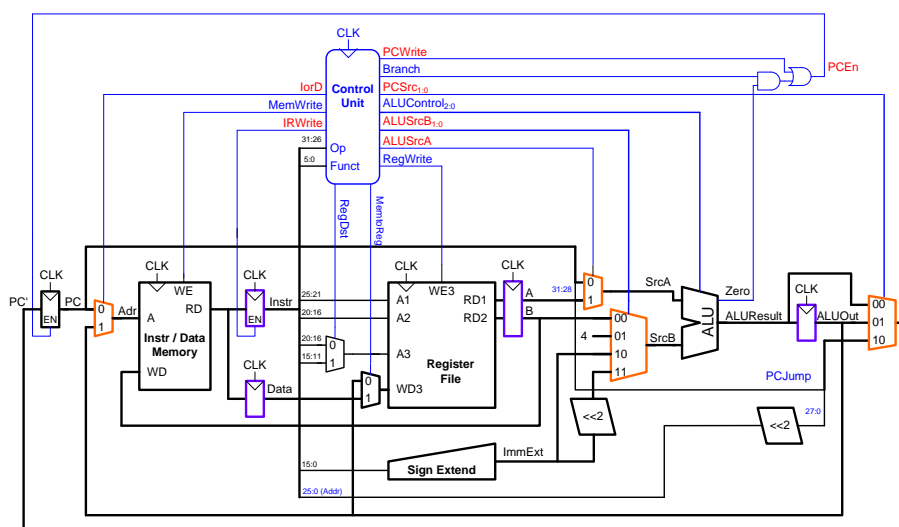 CLK
PCWrite
Branch
PCEn
PCSrc1:0
IorD
Control
Unit
ALUControl2:0
MemWrite
ALUSrcB1:0
IRWrite
31:26
Op
ALUSrcA
5:0
Funct
RegWrite
RegDst
MemtoReg
CLK
CLK
CLK
CLK
CLK
CLK
31:28
0
1
SrcA
Zero
00
PC'
EN
PC
0
1
Adr
WE
RD
A
Instr / Data
Memory
WD
EN
Instr
25:21
20:16
20:16
15:11
0
1
A1
A2
A3
WD3
WE3
RD1
RD2
Register
File
A
B
00
4
01
10
11
SrcB
ALU
ALUResult
ALUOut
01
10
Data
0
1
PCJump
<<2
27:0
<<2
ImmExt
15:0
Sign Extend
25:0 (Addr)